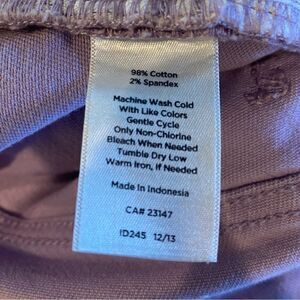 98% Cotton
2% Spandex
Machine Wash Cold
With Like Colors
Gentle Cycle
Only Non-Chlorine
Bleach When Needed
Tumble Dry Low
Warm Iron, If Needed
Made In Indonesia
CA# 23147
ID245 12/13